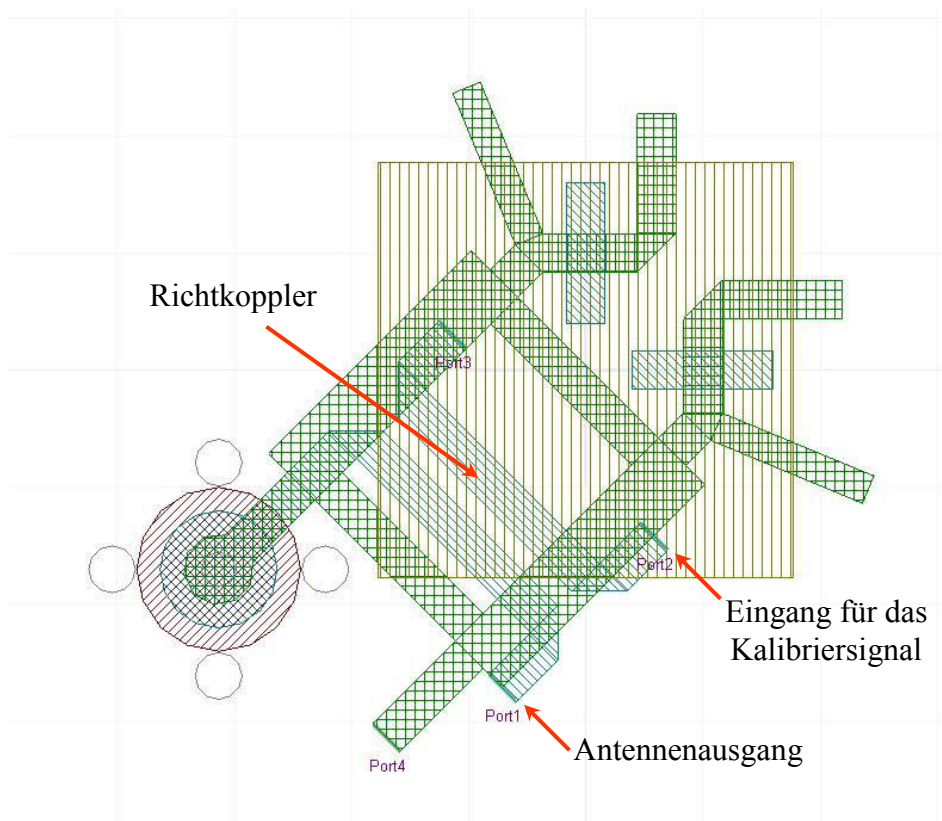 Richtkoppler
Port3
Port2
Eingang für das
Kalibriersignal
Port1
Antennenausgang
Port4